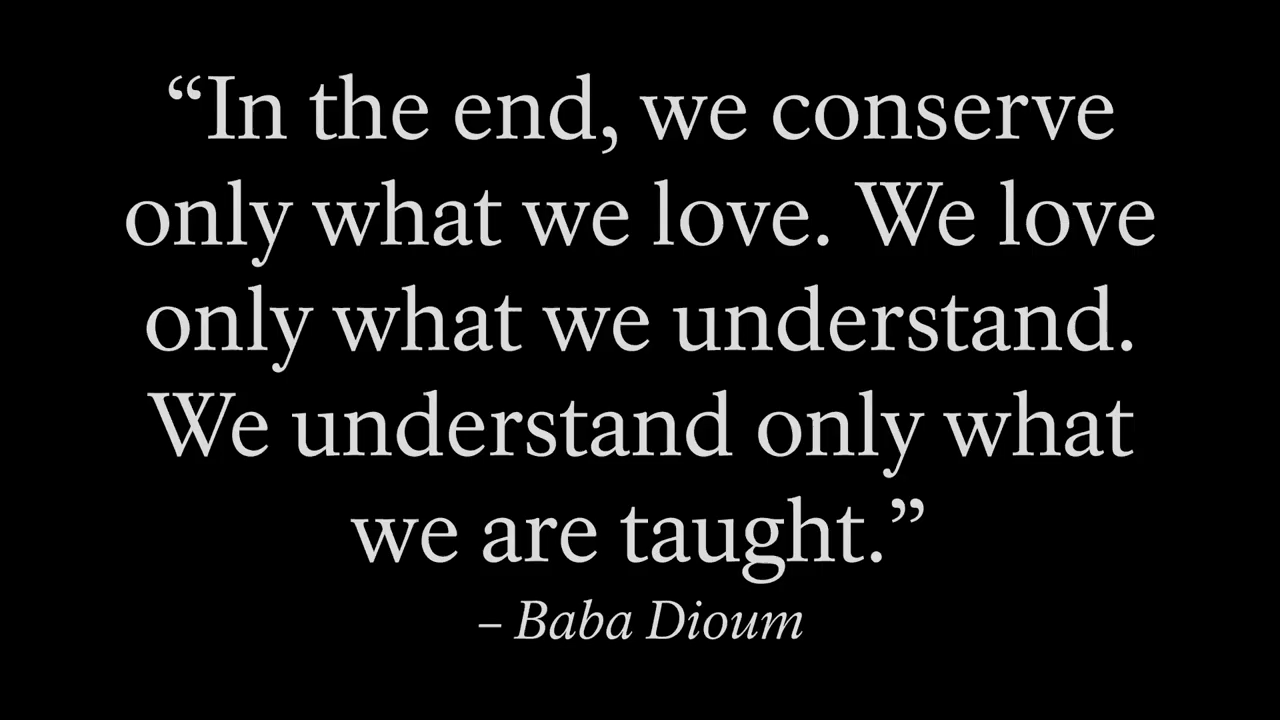 “In the end, we conserve
only what we love. We love
only what we understand.
We understand only what
we are taught.”
– Baba Dioum